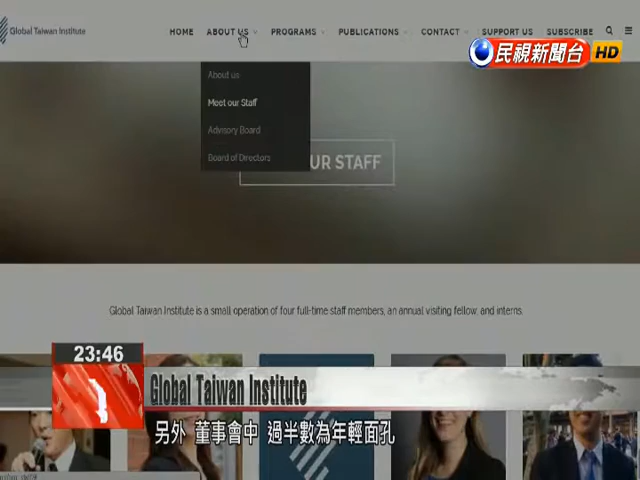 Global Taiwan Institute
HOME ABOUT US PROGRAMS PUBLICATIONS CONTACT SUPPORT US SUBSCRIBE
民視新聞台 HD
About us
Meet our Staff
Advisory Board
Board of Directors
UR STAFF
Global Taiwan Institute is a small operation of four full-time staff members, an annual visiting fellow, and interns.
23:46
Global Taiwan Institute
另外 董事會中 過半數為年輕面孔